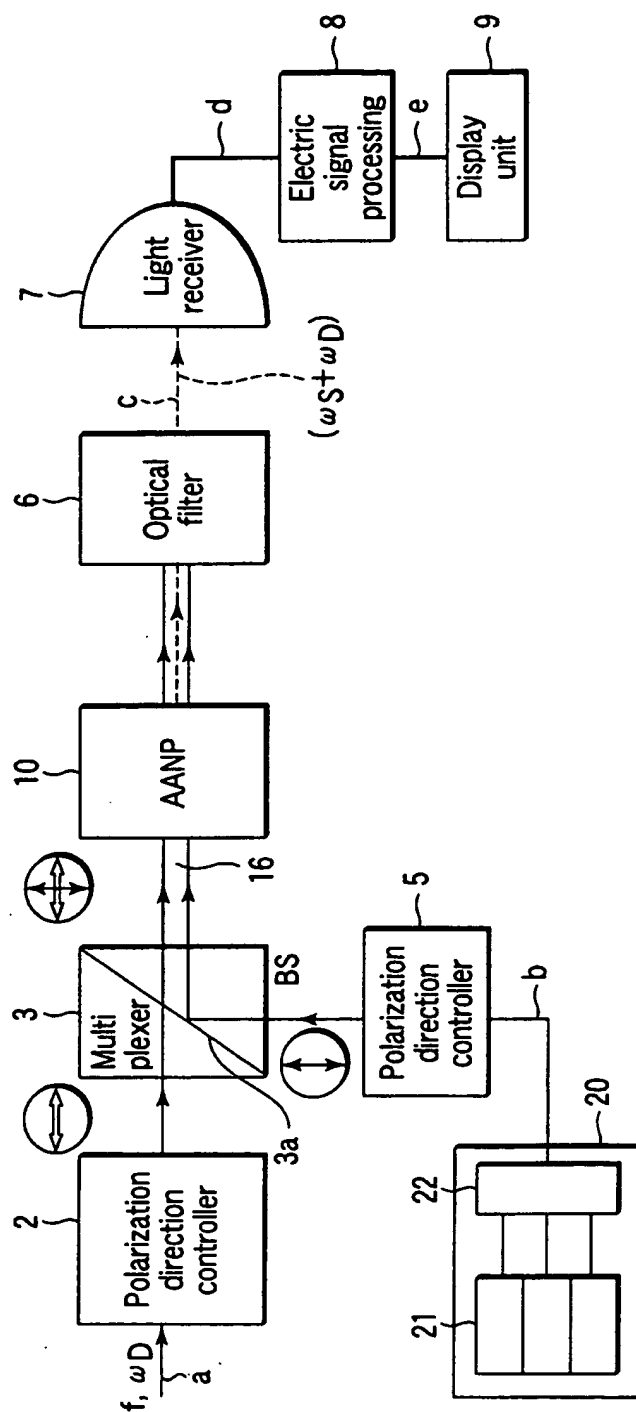 f, ωD
a
2
Polarization
direction
controller
3
Multi
plexer
3a
BS
16
10
AANP
6
Optical
filter
c
(ωS+ωD)
7
Light
receiver
d
8
Electric
signal
processing
e
9
Display
unit
5
Polarization
direction
controller
b
20
22
21